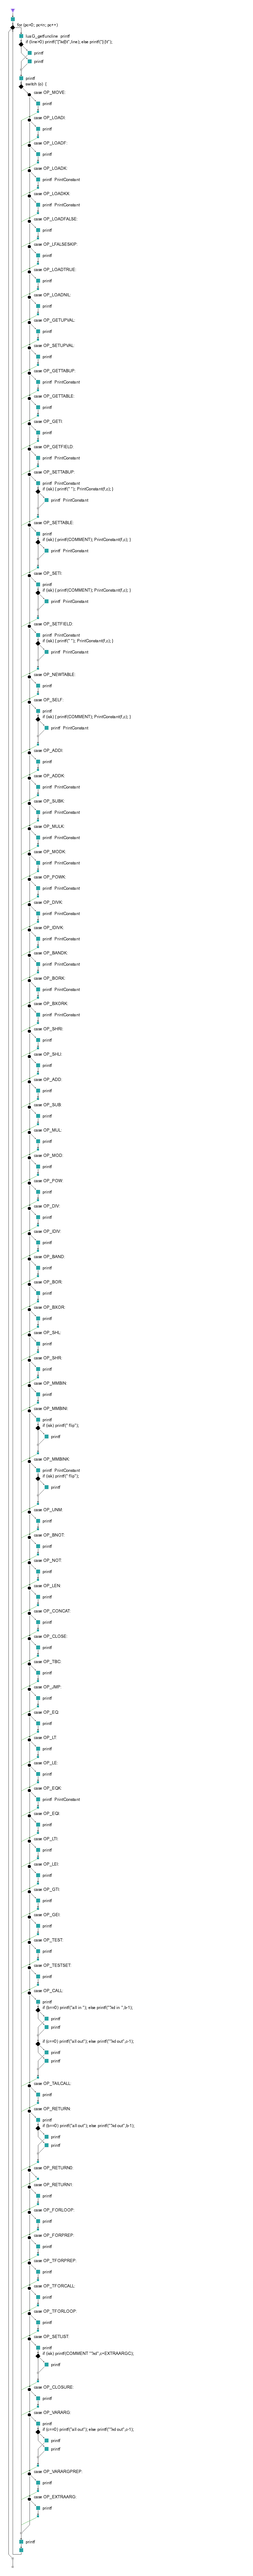 for (pc=0; pc<n; pc++)
luaG_getfuncline printf
if (line>0) printf("[%d]\t",line); else printf("[-]\t");
printf
printf
printf
switch (o) {
case OP_MOVE:
printf
case OP_LOADI:
printf
case OP_LOADF:
printf
case OP_LOADK:
printf PrintConstant
case OP_LOADKX:
printf PrintConstant
case OP_LOADFALSE:
printf
case OP_LFALSESKIP:
printf
case OP_LOADTRUE:
printf
case OP_LOADNIL:
printf
case OP_GETUPVAL:
printf
case OP_SETUPVAL:
printf
case OP_GETTABUP:
printf PrintConstant
case OP_GETTABLE:
printf
case OP_GETI:
printf
case OP_GETFIELD:
printf PrintConstant
case OP_SETTABUP:
printf PrintConstant
if (isk) { printf(" "); PrintConstant(f,c); }
printf PrintConstant
case OP_SETTABLE:
printf
if (isk) { printf(COMMENT); PrintConstant(f,c); }
printf PrintConstant
case OP_SETI:
printf
if (isk) { printf(COMMENT); PrintConstant(f,c); }
printf PrintConstant
case OP_SETFIELD:
printf PrintConstant
if (isk) { printf(" "); PrintConstant(f,c); }
printf PrintConstant
case OP_NEWTABLE:
printf
case OP_SELF:
printf
if (isk) { printf(COMMENT); PrintConstant(f,c); }
printf PrintConstant
case OP_ADDI:
printf
case OP_ADDK:
printf PrintConstant
case OP_SUBK:
printf PrintConstant
case OP_MULK:
printf PrintConstant
case OP_MODK:
printf PrintConstant
case OP_POWK:
printf PrintConstant
case OP_DIVK:
printf PrintConstant
case OP_IDIVK:
printf PrintConstant
case OP_BANDK:
printf PrintConstant
case OP_BORK:
printf PrintConstant
case OP_BXORK:
printf PrintConstant
case OP_SHRI:
printf
case OP_SHLI:
printf
case OP_ADD:
printf
case OP_SUB:
printf
case OP_MUL:
printf
case OP_MOD:
printf
case OP_POW:
printf
case OP_DIV:
printf
case OP_IDIV:
printf
case OP_BAND:
printf
case OP_BOR:
printf
case OP_BXOR:
printf
case OP_SHL:
printf
case OP_SHR:
printf
case OP_MMBIN:
printf
case OP_MMBINI:
printf
if (isk) printf(" flip");
printf
case OP_MMBINK:
printf PrintConstant
if (isk) printf(" flip");
printf
case OP_UNM:
printf
case OP_BNOT:
printf
case OP_NOT:
printf
case OP_LEN:
printf
case OP_CONCAT:
printf
case OP_CLOSE:
printf
case OP_TBC:
printf
case OP_JMP:
printf
case OP_EQ:
printf
case OP_LT:
printf
case OP_LE:
printf
case OP_EQK:
printf PrintConstant
case OP_EQI:
printf
case OP_LTI:
printf
case OP_LEI:
printf
case OP_GTI:
printf
case OP_GEI:
printf
case OP_TEST:
printf
case OP_TESTSET:
printf
case OP_CALL:
printf
if (b==0) printf("all in "); else printf("%d in ",b-1);
printf
printf
if (c==0) printf("all out"); else printf("%d out",c-1);
printf
printf
case OP_TAILCALL:
printf
case OP_RETURN:
printf
if (b==0) printf("all out"); else printf("%d out",b-1);
printf
printf
case OP_RETURN0:
case OP_RETURN1:
printf
case OP_FORLOOP:
printf
case OP_FORPREP:
printf
case OP_TFORPREP:
printf
case OP_TFORCALL:
printf
case OP_TFORLOOP:
printf
case OP_SETLIST:
printf
if (isk) printf(COMMENT "%d",c+EXTRAARGC);
printf
case OP_CLOSURE:
printf
case OP_VARARG:
printf
if (c==0) printf("all out"); else printf("%d out",c-1);
printf
printf
case OP_VARARGPREP:
printf
case OP_EXTRAARG:
printf
printf